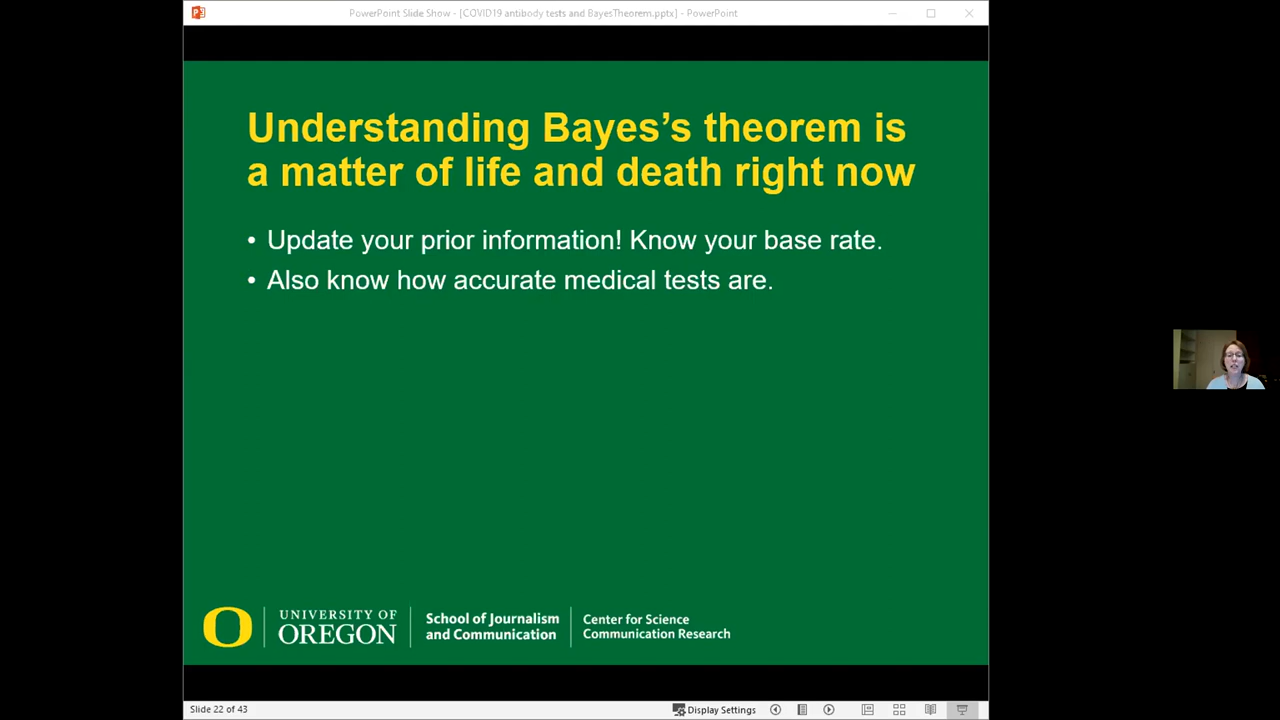 PowerPoint Slide Show - [COVID19 antibody tests and BayesTheorem.pptx] - PowerPoint
Understanding Bayes's theorem is
a matter of life and death right now
• Update your prior information! Know your base rate.
• Also know how accurate medical tests are.
UNIVERSITY OF
OREGON
School of Journalism
and Communication
Center for Science
Communication Research
Slide 22 of 43
Display Settings